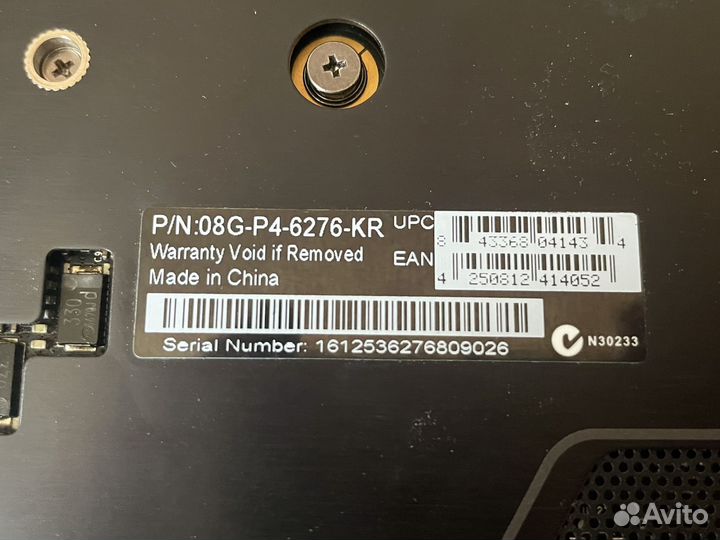 P/N:08G-P4-6276-KR UPC
8 43368 04143 4
Warranty Void if Removed EAN
4 250812 414052
Made in China
Serial Number: 1612536276809026
N30233
330
Avito